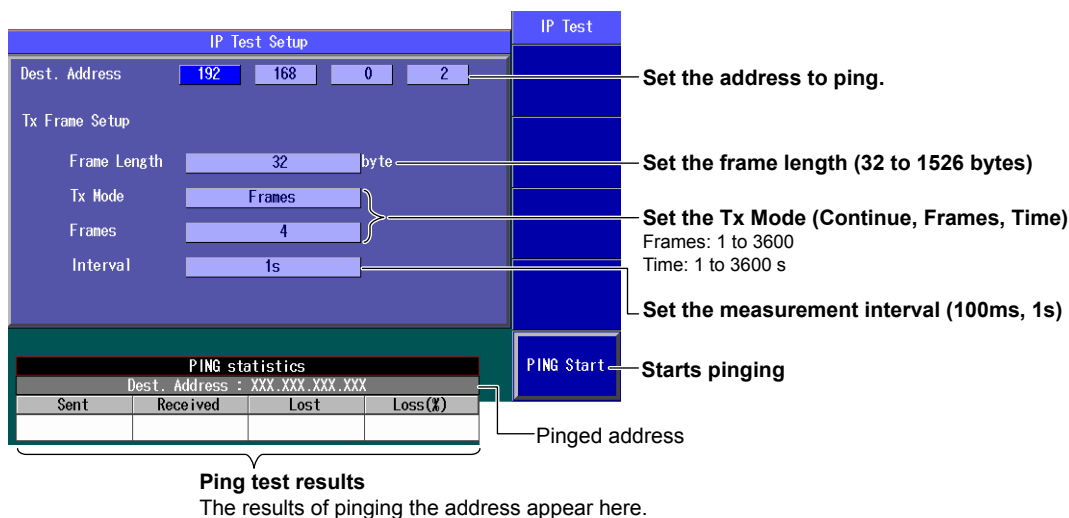 IP Test
IP Test Setup
Dest. Address 192 168 0 2
Set the address to ping.
Tx Frame Setup
Frame Length 32 byte
Set the frame length (32 to 1526 bytes)
Tx Mode Frames
Set the Tx Mode (Continue, Frames, Time)
Frames 4
Frames: 1 to 3600
Time: 1 to 3600 s
Interval 1s
Set the measurement interval (100ms, 1s)
PING Start
Starts pinging
PING statistics
Dest. Address : XXX.XXX.XXX.XXX
Sent Received Lost Loss(%)
Pinged address
Ping test results
The results of pinging the address appear here.